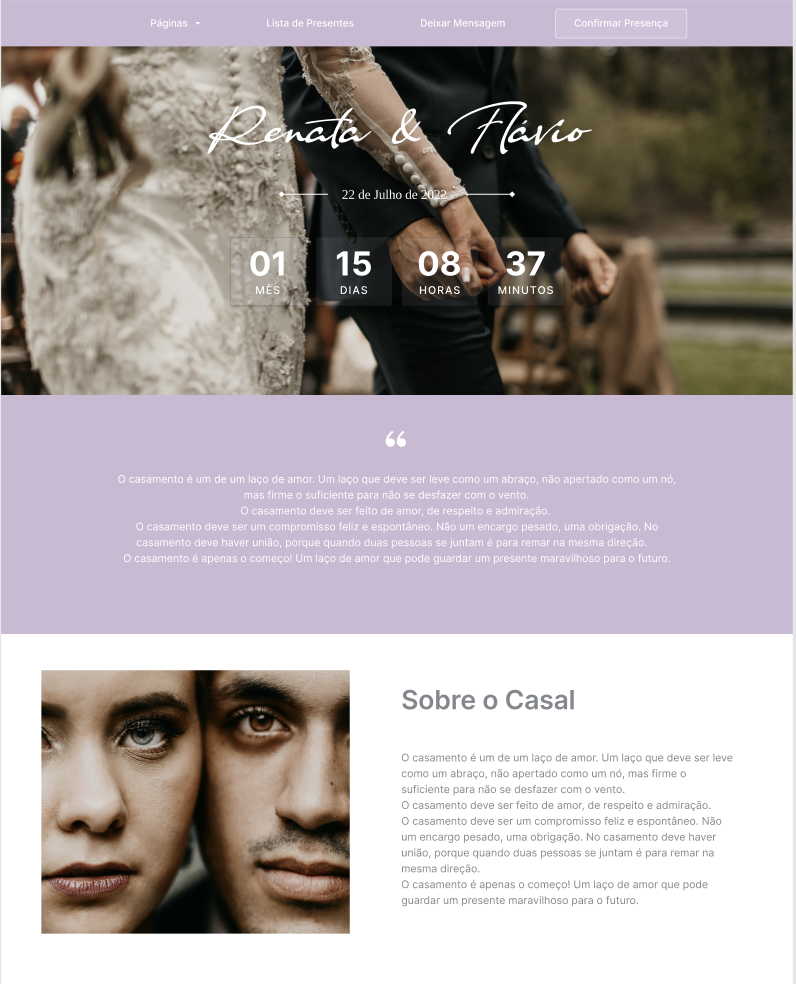 Páginas
Lista de Presentes
Deixar Mensagem
Confirmar Presença
Renata & Flávio
22 de Julho de 2022
01 15 08 37
MÊS DIAS HORAS MINUTOS
“
O casamento é um de um laço de amor. Um laço que deve ser leve como um abraço, não apertado como um nó,
mas firme o suficiente para não se desfazer com o vento.
O casamento deve ser feito de amor, de respeito e admiração.
O casamento deve ser um compromisso feliz e espontâneo. Não um encargo pesado, uma obrigação. No
casamento deve haver união, porque quando duas pessoas se juntam é para remar na mesma direção.
O casamento é apenas o começo! Um laço de amor que pode guardar um presente maravilhoso para o futuro.
Sobre o Casal
O casamento é um de um laço de amor. Um laço que deve ser leve
como um abraço, não apertado como um nó, mas firme o
suficiente para não se desfazer com o vento.
O casamento deve ser feito de amor, de respeito e admiração.
O casamento deve ser um compromisso feliz e espontâneo. Não
um encargo pesado, uma obrigação. No casamento deve haver
união, porque quando duas pessoas se juntam é para remar na
mesma direção.
O casamento é apenas o começo! Um laço de amor que pode
guardar um presente maravilhoso para o futuro.